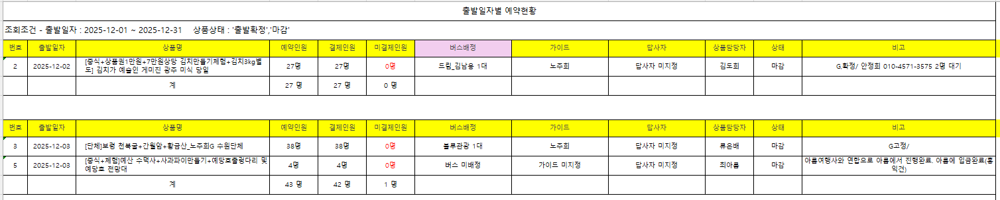 출발일자별 예약현황
조회조건 - 출발일자 : 2025-12-01 ~ 2025-12-31 상품상태 : '출발확정','마감'
번호 출발일자 상품명 예약인원 결제인원 미결제인원 버스배정 가이드 답사자 상품담당자 상태 비고
2 2025-12-02 [중식+상품권1만원+7만원상당 김치만들기체험+김치3kg별
도] 김치가 예술인 게미진 광주 미식 당일 27명 27명 0명 드림_김남용 1대 노주희 답사자 미지정 김도희 마감 G,확정/ 안정희 010-4571-3575 2명 대기
계 27 명 27 명 0 명
번호 출발일자 상품명 예약인원 결제인원 미결제인원 버스배정 가이드 답사자 상품담당자 상태 비고
3 2025-12-03 [단체]보령 천북굴+간월암+황금산_노주희G 수원단체 38명 38명 0명 블루관광 1대 노주희 답사자 미지정 류은배 마감 G고정/
5 2025-12-03 [중식+체험]예산 수덕사+사과파이만들기+예당호출렁다리 및
예당호 전망대 4명 4명 0명 버스 미배정 가이드 미지정 답사자 미지정 최아름 마감 아름여행사와 연합으로 아름에서 진행완료. 아름에 입금완료(홍
익건)
계 43 명 42 명 1 명